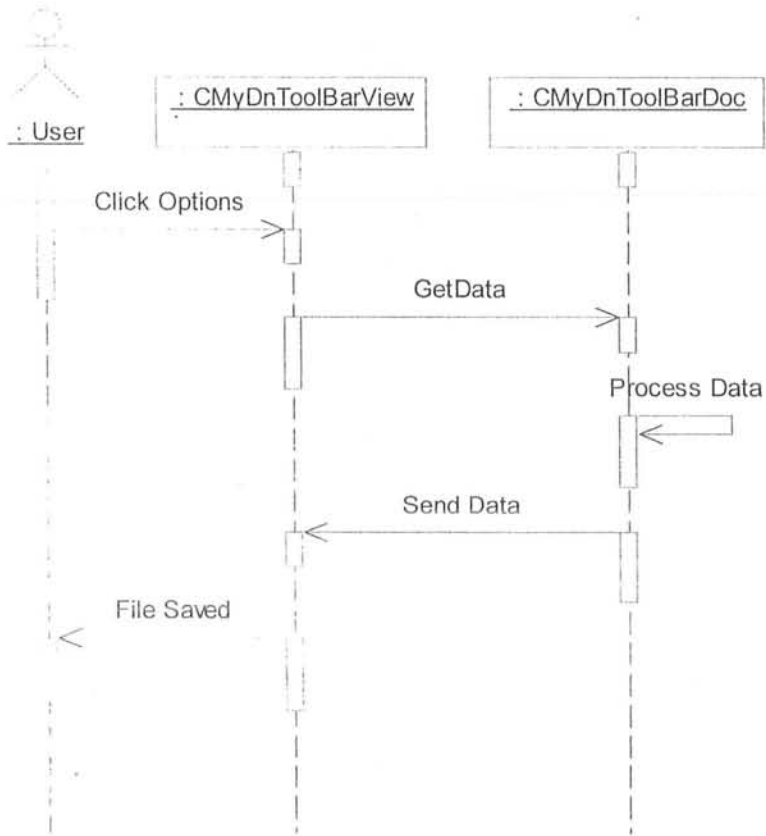 : User
: CMyDnToolBarView
: CMyDnToolBarDoc
Click Options
GetData
Process Data
Send Data
File Saved